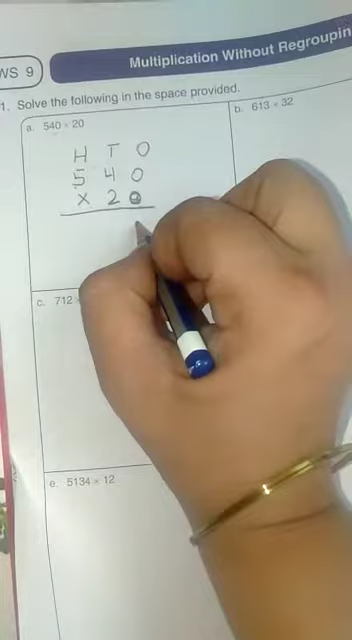 WS 9
Multiplication Without Regroupin
1. Solve the following in the space provided.
a. 540 × 20
b. 613 × 32
H T O
5 4 0
× 2 0
c. 712
e. 5134 × 12